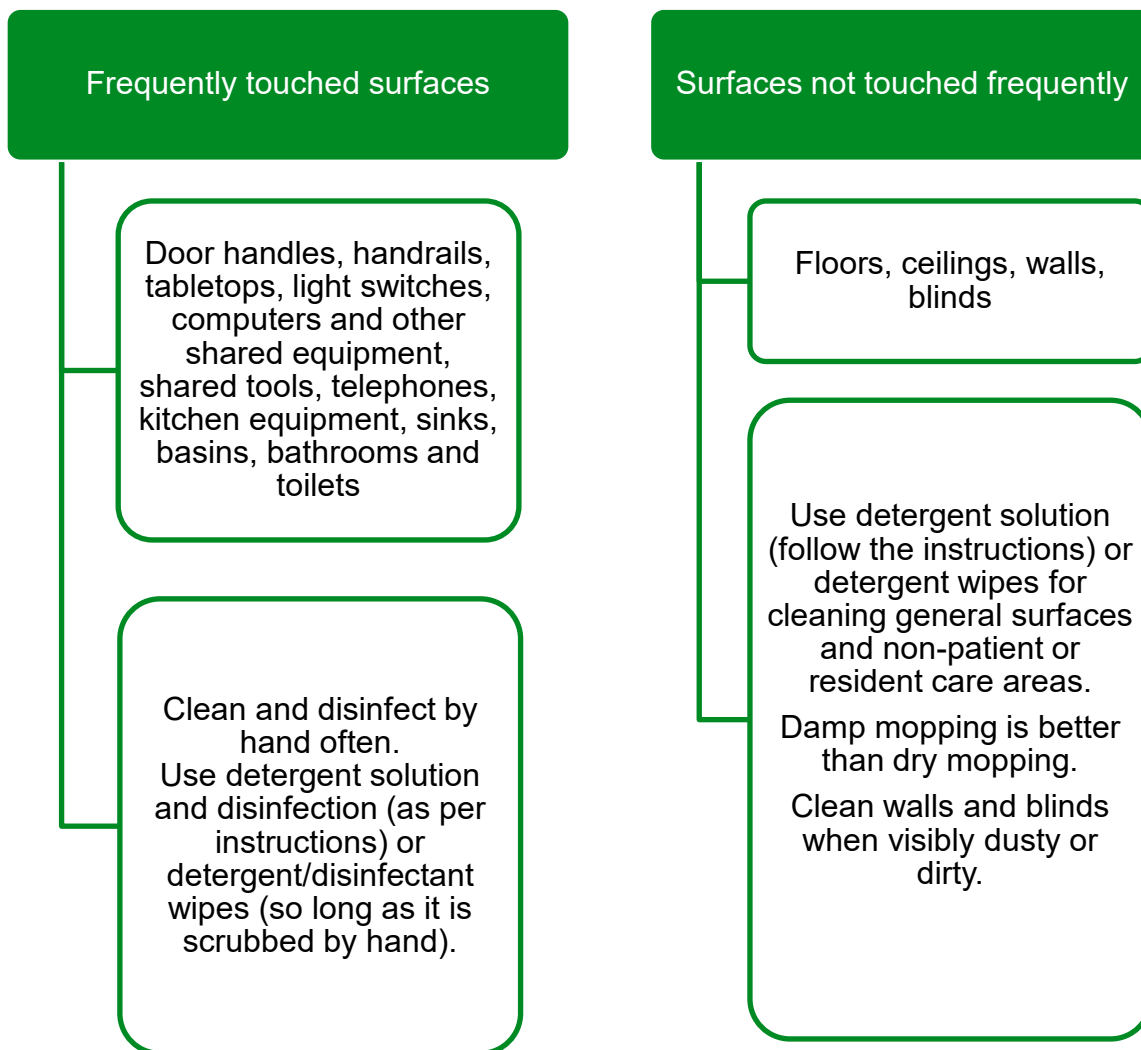 Frequently touched surfaces
Door handles, handrails,
tabletops, light switches,
computers and other
shared equipment,
shared tools, telephones,
kitchen equipment, sinks,
basins, bathrooms and
toilets
Clean and disinfect by
hand often.
Use detergent solution
and disinfection (as per
instructions) or
detergent/disinfectant
wipes (so long as it is
scrubbed by hand).
Surfaces not touched frequently
Floors, ceilings, walls,
blinds
Use detergent solution
(follow the instructions) or
detergent wipes for
cleaning general surfaces
and non-patient or
resident care areas.
Damp mopping is better
than dry mopping.
Clean walls and blinds
when visibly dusty or
dirty.